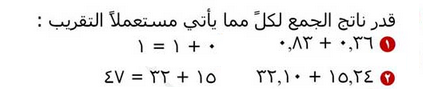 قدر ناتج الجمع لكلً مما يأتي مستعملاً التقريب :
١ ٠,٣٦ + ٠,٨٣ ٠ + ١ = ١
٢ ١٥,٢٤ + ٣٢,١٠ ١٥ + ٣٢ = ٤٧